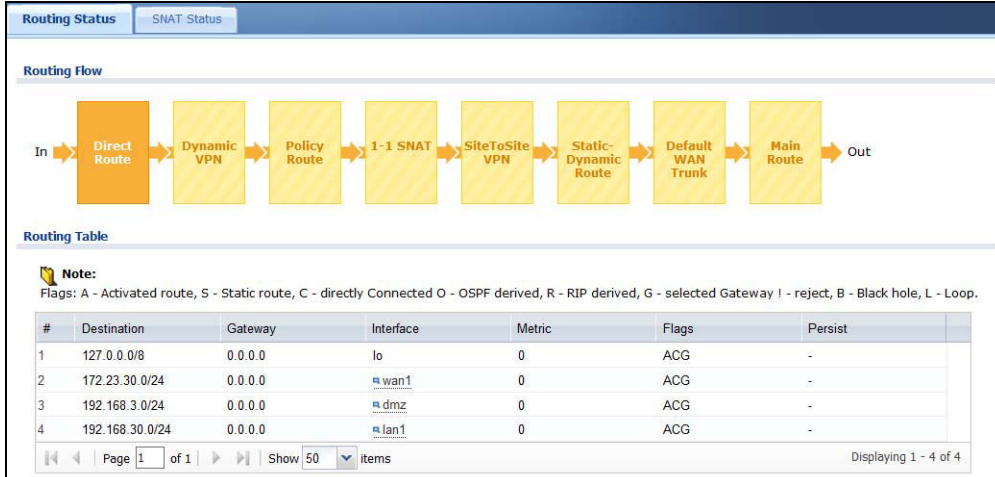 Routing Status SNAT Status
Routing Flow
In Direct Route Dynamic VPN Policy Route 1-1 SNAT SiteToSite VPN Static-Dynamic Route Default WAN Trunk Main Route Out
Routing Table
Note:
Flags: A - Activated route, S - Static route, C - directly Connected O - OSPF derived, R - RIP derived, G - selected Gateway ! - reject, B - Black hole, L - Loop.
# Destination Gateway Interface Metric Flags Persist
1 127.0.0.0/8 0.0.0.0 lo 0 ACG -
2 172.23.30.0/24 0.0.0.0 wan1 0 ACG -
3 192.168.3.0/24 0.0.0.0 dmz 0 ACG -
4 192.168.30.0/24 0.0.0.0 lan1 0 ACG -
Page 1 of 1 Show 50 items Displaying 1 - 4 of 4